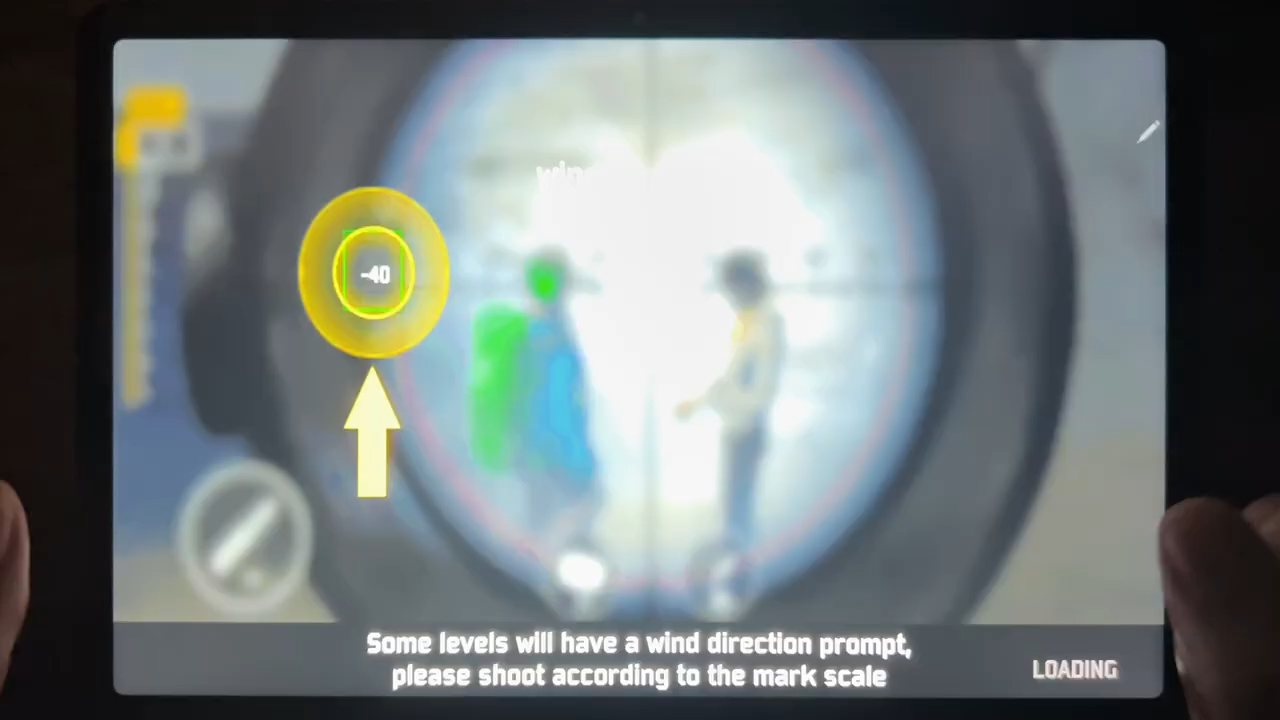 -40
Some levels will have a wind direction prompt,
please shoot according to the mark scale
LOADING